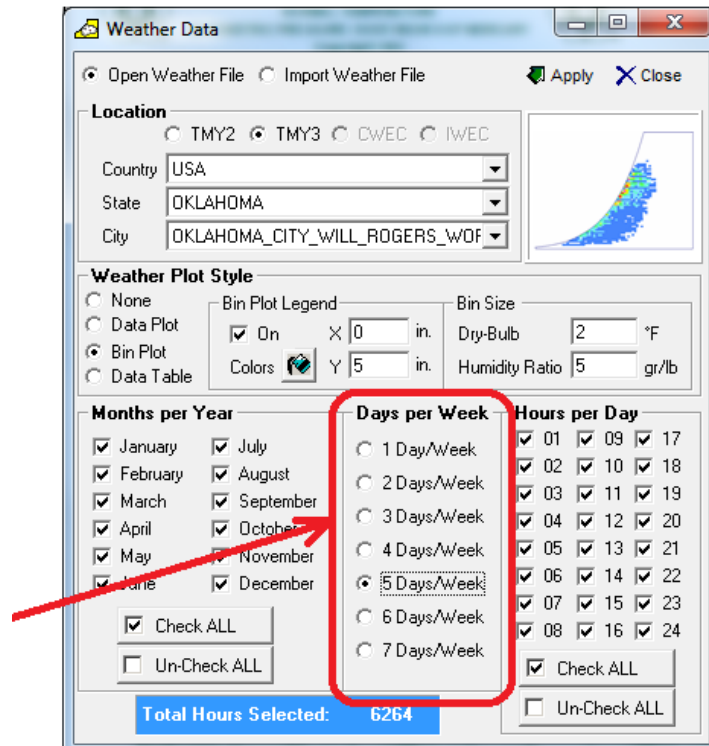 Weather Data
Open Weather File Import Weather File Apply Close
Location
TMY2 TMY3 CWEC IWEC
Country USA
State OKLAHOMA
City OKLAHOMA_CITY_WILL_ROGERS_WOF
Weather Plot Style
None
Data Plot
Bin Plot
Data Table
Bin Plot Legend
On X 0 in.
Colors Y 5 in.
Bin Size
Dry-Bulb 2 °F
Humidity Ratio 5 gr/lb
Months per Year
January July
February August
March September
April October
May November
June December
Check ALL
Un-Check ALL
Days per Week
1 Day/Week
2 Days/Week
3 Days/Week
4 Days/Week
5 Days/Week
6 Days/Week
7 Days/Week
Hours per Day
01 09 17
02 10 18
03 11 19
04 12 20
05 13 21
06 14 22
07 15 23
08 16 24
Check ALL
Un-Check ALL
Total Hours Selected: 6264